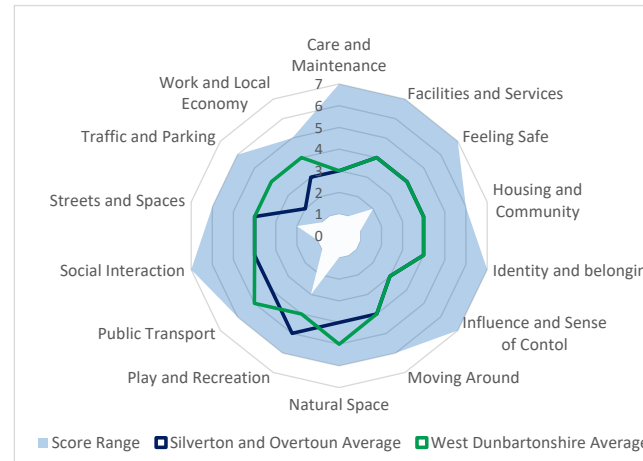 Care and
Maintenance
Facilities and Services
Feeling Safe
Housing and
Community
Identity and belonging
Influence and Sense
of Contol
Moving Around
Natural Space
Play and Recreation
Public Transport
Social Interaction
Streets and Spaces
Traffic and Parking
Work and Local
Economy
7
6
5
4
3
2
1
0
Score Range
Silverton and Overtoun Average
West Dunbartonshire Average